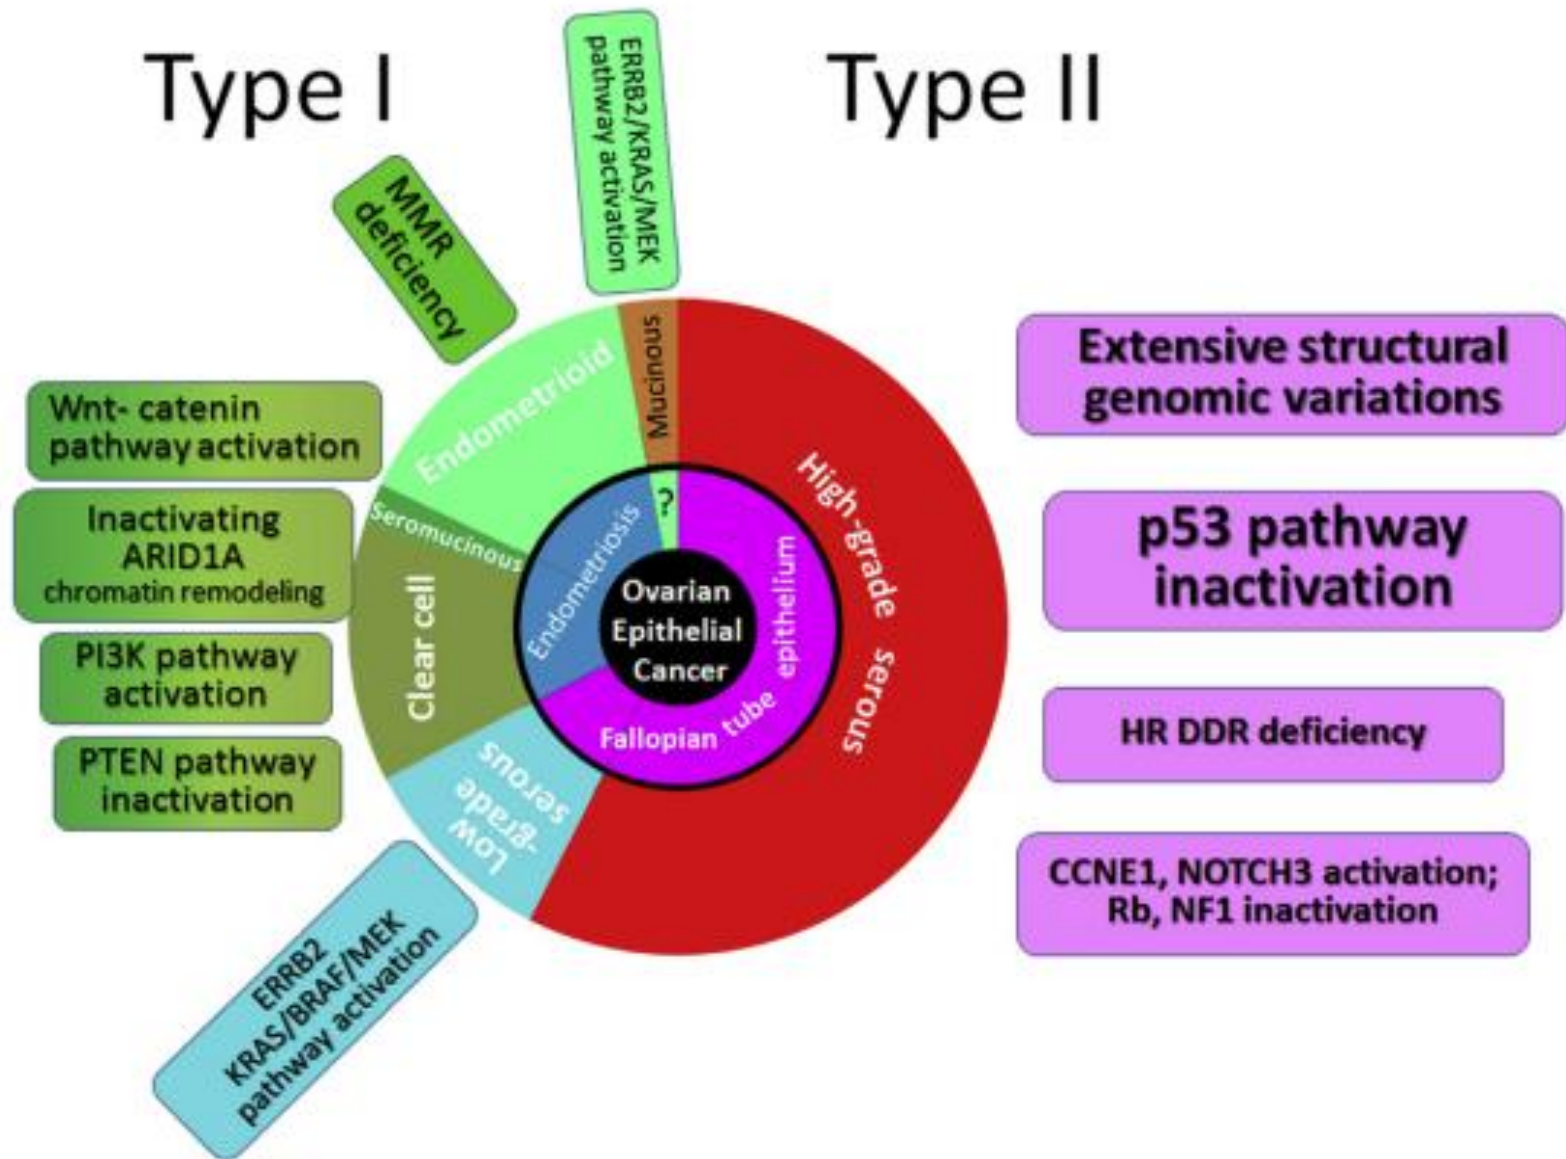 Type I
Type II
ERRB2/KRAS/MEK
pathway activation
MMR
deficiency
Wnt- catenin
pathway activation
Inactivating
ARID1A
chromatin remodeling
PI3K pathway
activation
PTEN pathway
inactivation
ERRB2
KRAS/BRAF/MEK
pathway activation
Mucinous
Endometrioid
Seromucinous
Clear cell
Low
-grade
serous
High-grade serous
?
Endometriosis
Fallopian tube epithelium
Ovarian
Epithelial
Cancer
Extensive structural
genomic variations
p53 pathway
inactivation
HR DDR deficiency
CCNE1, NOTCH3 activation;
Rb, NF1 inactivation